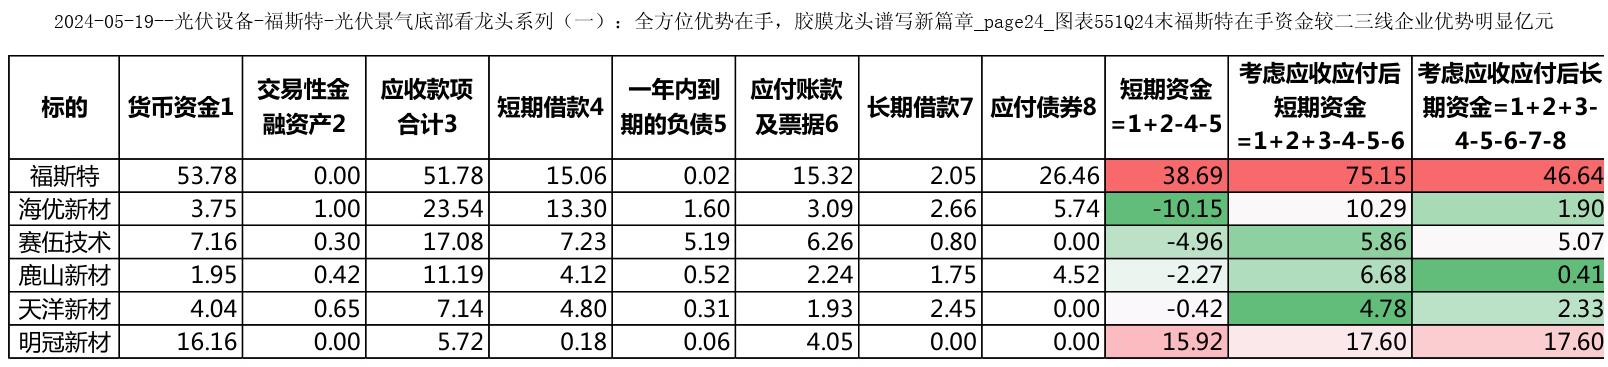 2024-05-19--光伏设备-福斯特-光伏景气底部看龙头系列（一）：全方位优势在手，胶膜龙头谱写新篇章_page24_图表551Q24末福斯特在手资金较二三线企业优势明显亿元
标的 货币资金1 交易性金融资产2 应收款项合计3 短期借款4 一年内到期的负债5 应付账款及票据6 长期借款7 应付债券8 短期资金=1+2-4-5 考虑应收应付后短期资金=1+2+3-4-5-6 考虑应收应付后长期资金=1+2+3-4-5-6-7-8
福斯特 53.78 0.00 51.78 15.06 0.02 15.32 2.05 26.46 38.69 75.15 46.64
海优新材 3.75 1.00 23.54 13.30 1.60 3.09 2.66 5.74 -10.15 10.29 1.90
赛伍技术 7.16 0.30 17.08 7.23 5.19 6.26 0.80 0.00 -4.96 5.86 5.07
鹿山新材 1.95 0.42 11.19 4.12 0.52 2.24 1.75 4.52 -2.27 6.68 0.41
天洋新材 4.04 0.65 7.14 4.80 0.31 1.93 2.45 0.00 -0.42 4.78 2.33
明冠新材 16.16 0.00 5.72 0.18 0.06 4.05 0.00 0.00 15.92 17.60 17.60